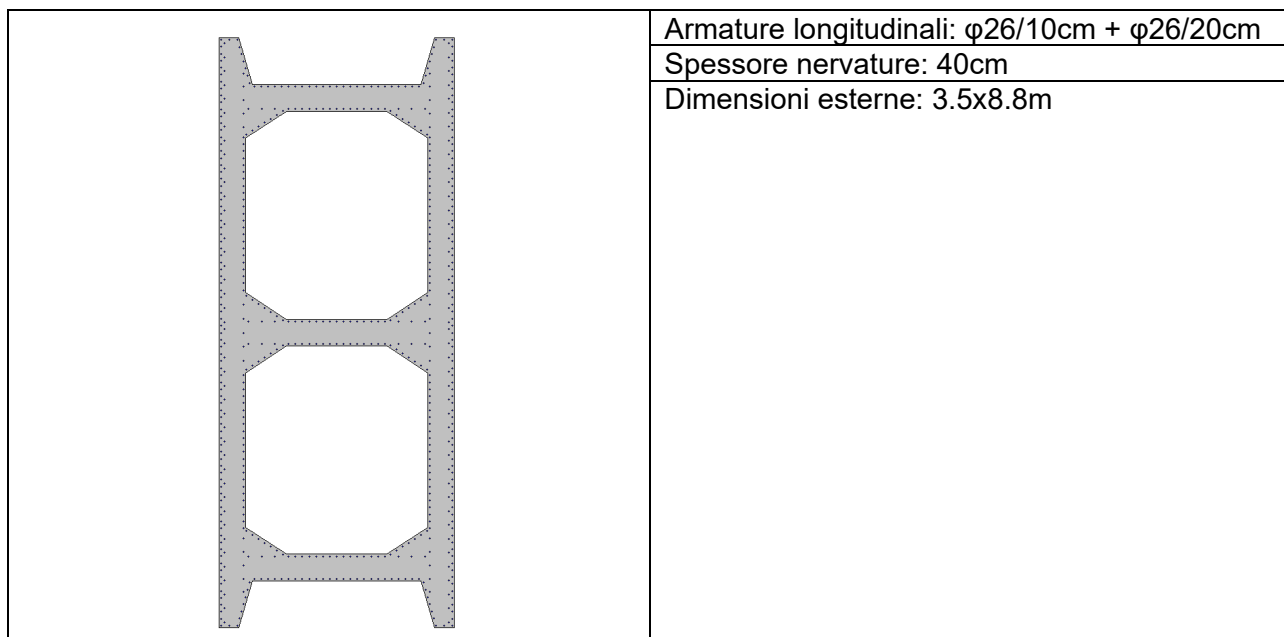 Armature longitudinali: φ26/10cm + φ26/20cm
Spessore nervature: 40cm
Dimensioni esterne: 3.5x8.8m